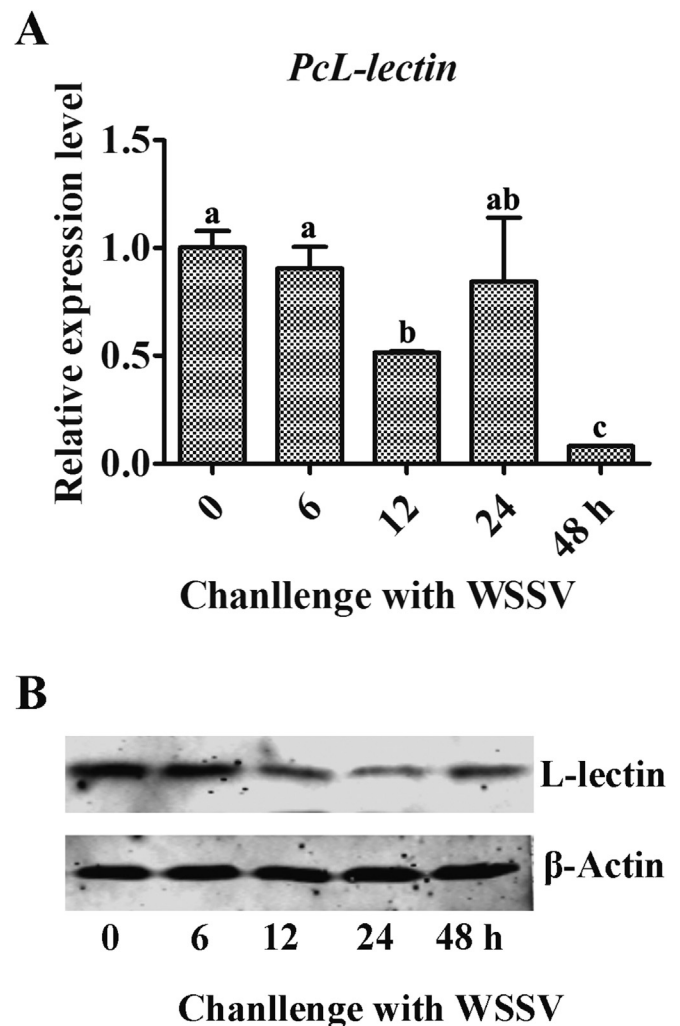 A
PcL-lectin
Relative expression level
1.5
1.0
0.5
0.0
a
a
b
ab
c
0 6 12 24 48 h
Chanllenge with WSSV
B
L-lectin
β-Actin
0 6 12 24 48 h
Chanllenge with WSSV